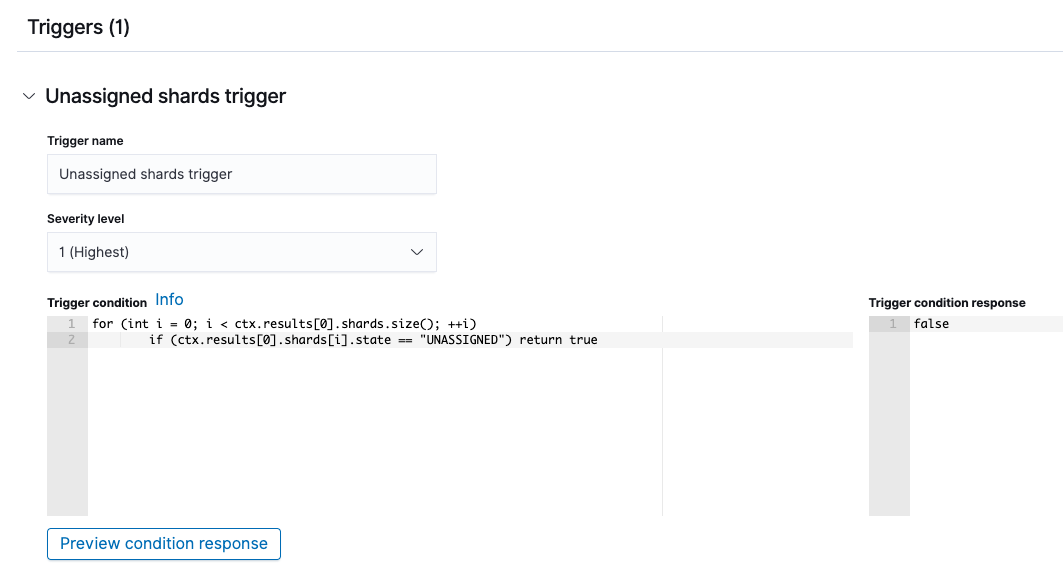 Triggers (1)
Unassigned shards trigger
Trigger name
Unassigned shards trigger
Severity level
1 (Highest)
Trigger condition Info
1 for (int i = 0; i < ctx.results[0].shards.size(); ++i)
2 if (ctx.results[0].shards[i].state == "UNASSIGNED") return true
Trigger condition response
1 false
Preview condition response